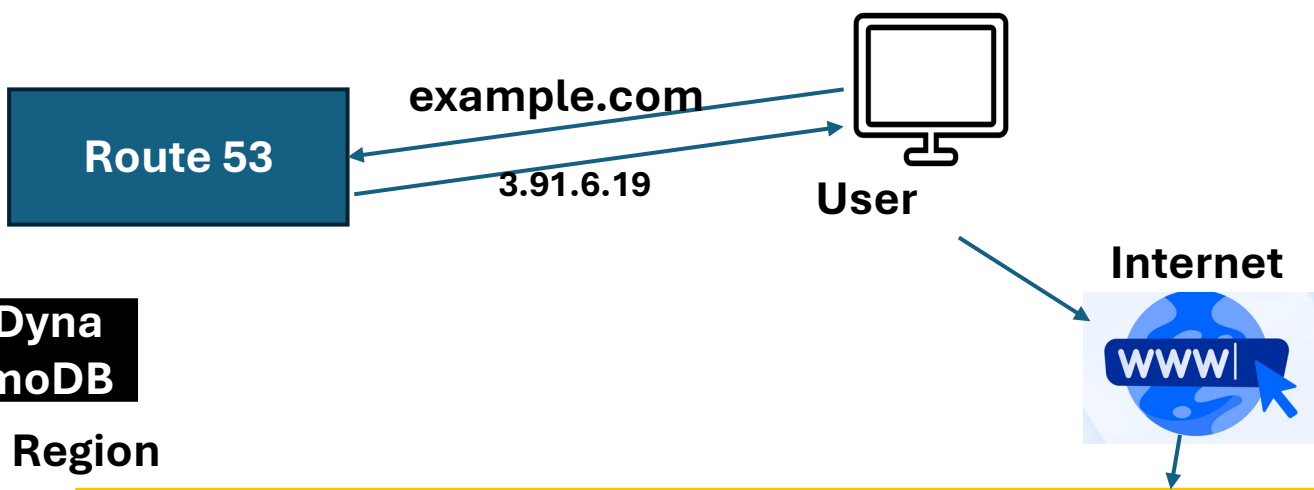 example.com
Route 53
3.91.6.19
User
Internet
Dyna
moDB
WWW
Region